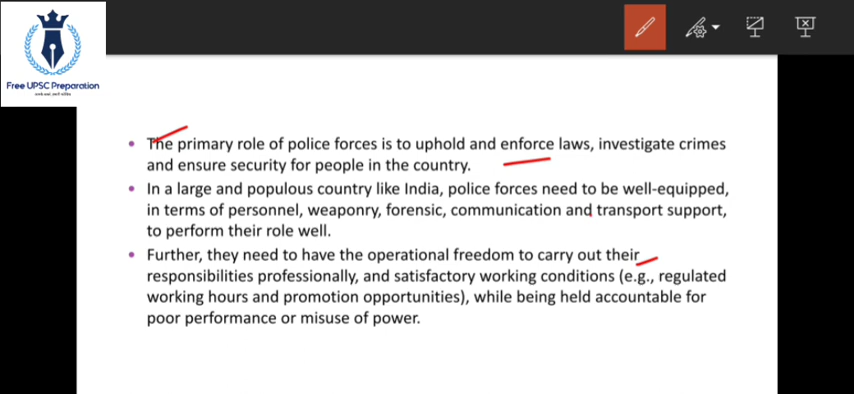 Free UPSC Preparation
• The primary role of police forces is to uphold and enforce laws, investigate crimes
and ensure security for people in the country.
• In a large and populous country like India, police forces need to be well-equipped,
in terms of personnel, weaponry, forensic, communication and transport support,
to perform their role well.
• Further, they need to have the operational freedom to carry out their
responsibilities professionally, and satisfactory working conditions (e.g., regulated
working hours and promotion opportunities), while being held accountable for
poor performance or misuse of power.